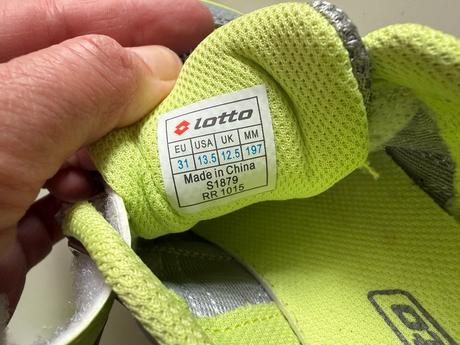 lotto
EU USA UK MM
31 13.5 12.5 197
Made in China
S1879
RR 1015